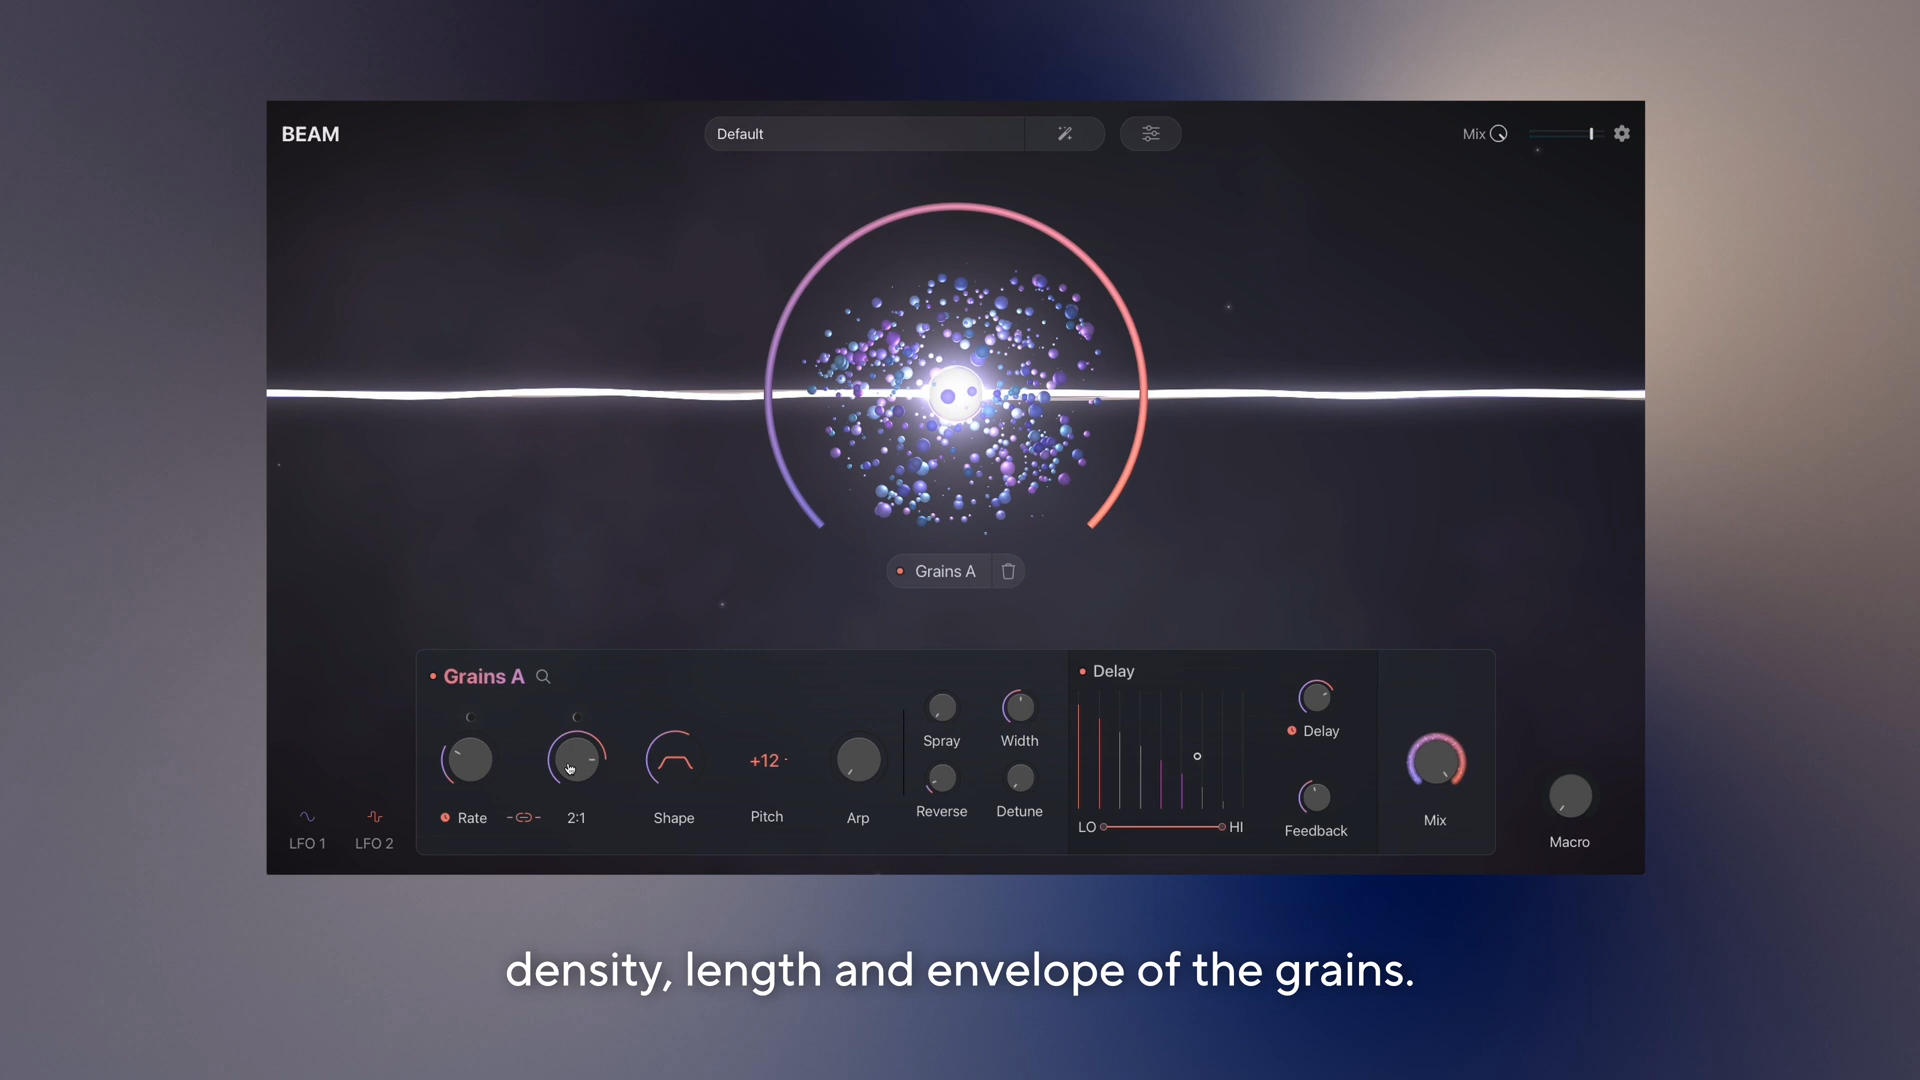 BEAM
Default
Mix
Grains A
Grains A
Delay
Spray
Width
Delay
+12
Reverse
Detune
Rate
2:1
Shape
Pitch
Arp
LO
HI
Feedback
Mix
LFO 1
LFO 2
Macro
density, length and envelope of the grains.